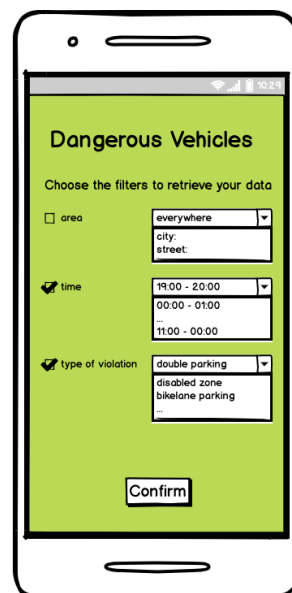 10:29
Dangerous Vehicles
Choose the filters to retrieve your data
area
everywhere
city:
street:
time
19:00 - 20:00
00:00 - 01:00
...
11:00 - 00:00
type of violation
double parking
disabled zone
bikelane parking
...
Confirm